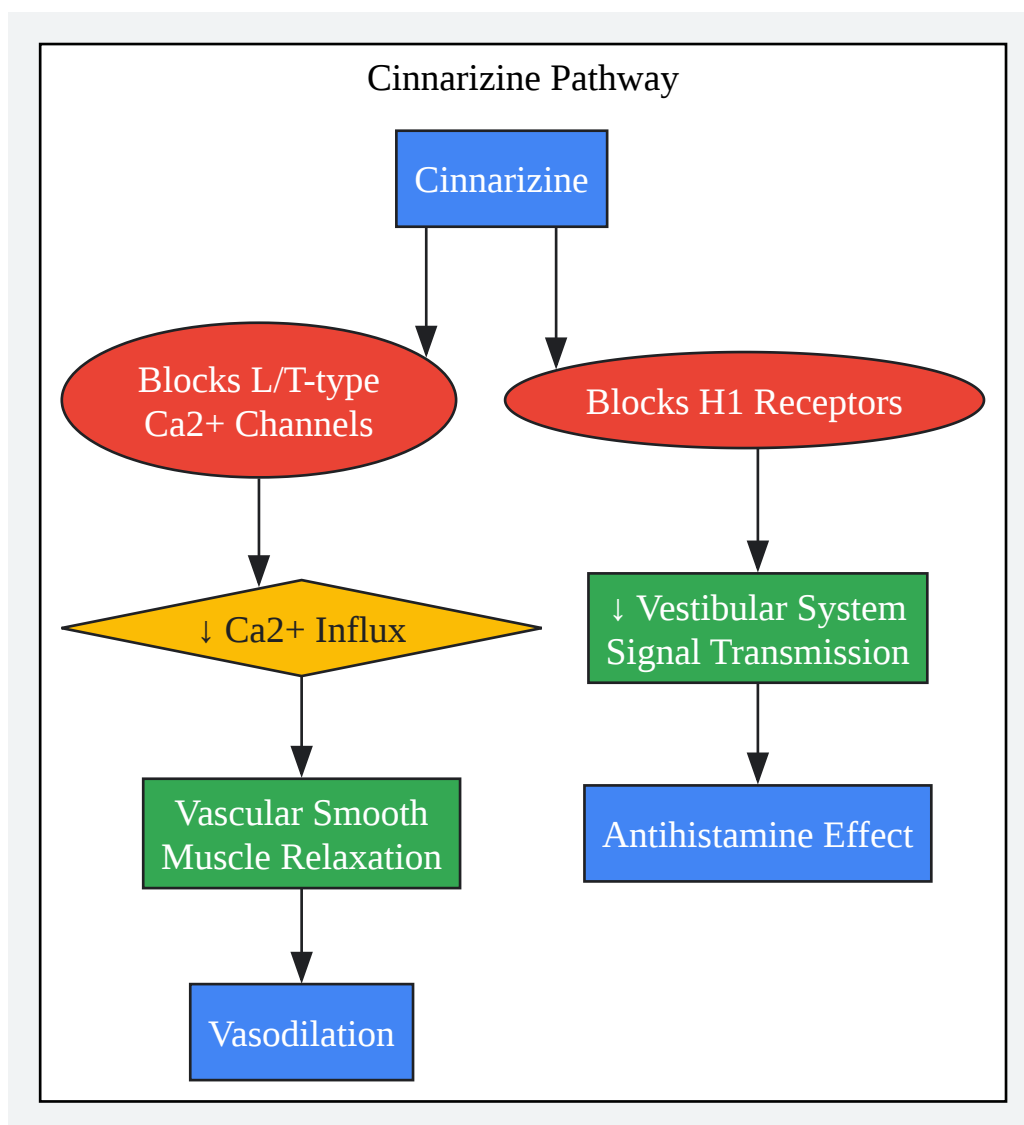 Cinnarizine Pathway
Cinnarizine
Blocks L/T-type
Ca2+ Channels
Blocks H1 Receptors
↓ Ca2+ Influx
↓ Vestibular System
Signal Transmission
Vascular Smooth
Muscle Relaxation
Antihistamine Effect
Vasodilation